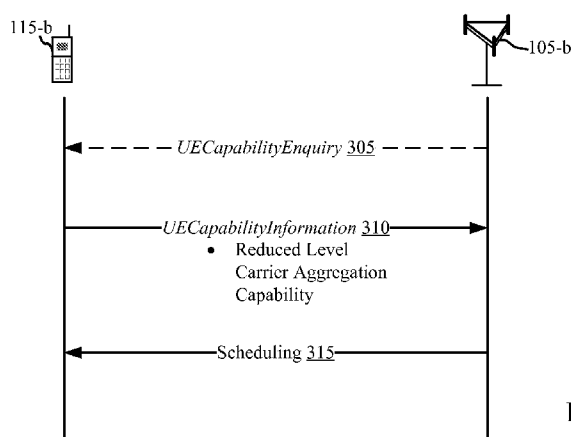 115-b
105-b
UECapabilityEnquiry 305
UECapabilityInformation 310
• Reduced Level
Carrier Aggregation
Capability
Scheduling 315